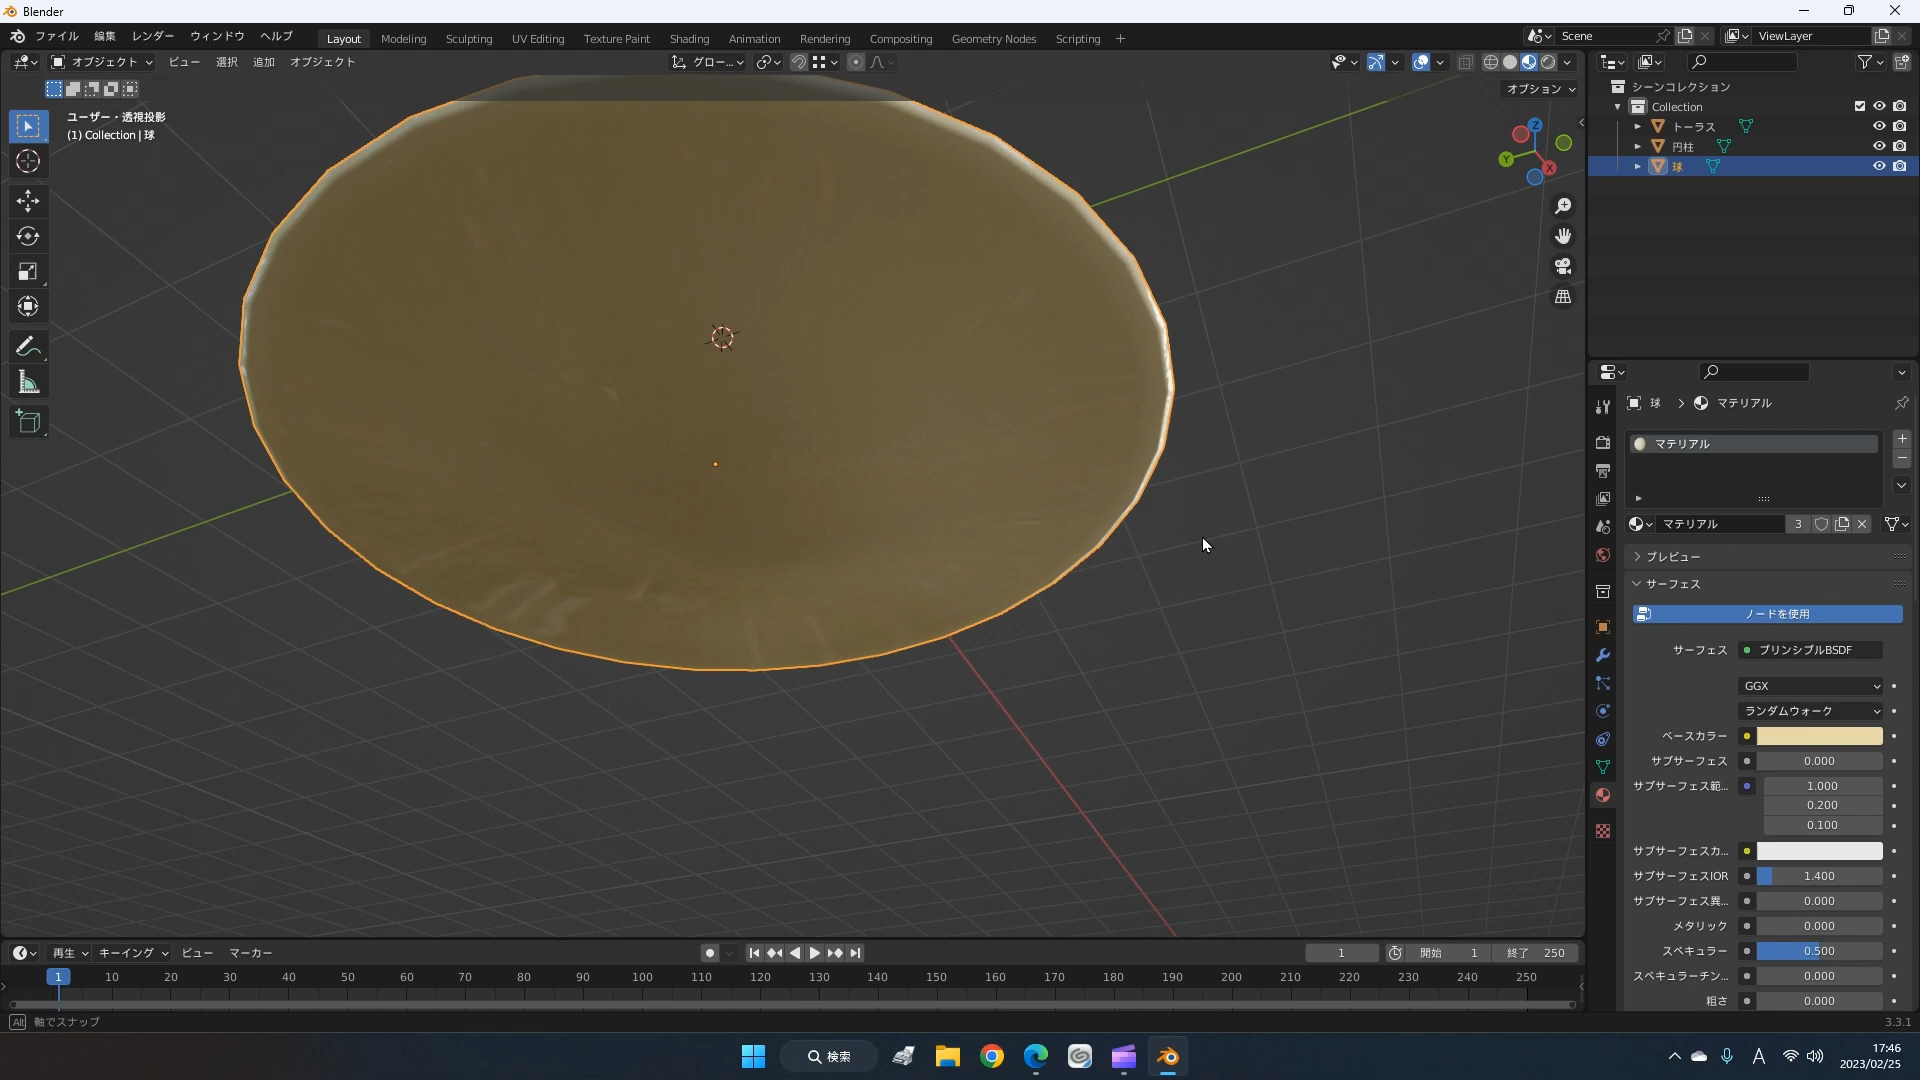 Blender
ファイル 編集 レンダー ウィンドウ ヘルプ Layout Modeling Sculpting UV Editing Texture Paint Shading Animation Rendering Compositing Geometry Nodes Scripting + Scene ViewLayer
オブジェクト ビュー 選択 追加 オブジェクト グロー...
オプション
ユーザー・透視投影
(1) Collection | 球
Z
Y
X
シーンコレクション
Collection
トーラス
円柱
球
球 > マテリアル
マテリアル
マテリアル 3
プレビュー
サーフェス
ノードを使用
サーフェス プリンシプルBSDF
GGX
ランダムウォーク
ベースカラー
サブサーフェス 0.000
サブサーフェス範... 1.000
0.200
0.100
サブサーフェスカ...
サブサーフェスIOR 1.400
サブサーフェス異... 0.000
メタリック 0.000
スペキュラー 0.500
スペキュラーチン... 0.000
粗さ 0.000
再生 キーイング ビュー マーカー 1 開始 1 終了 250
1 10 20 30 40 50 60 70 80 90 100 110 120 130 140 150 160 170 180 190 200 210 220 230 240 250
Alt 軸でスナップ 3.3.1
検索 A 17:46
2023/02/25